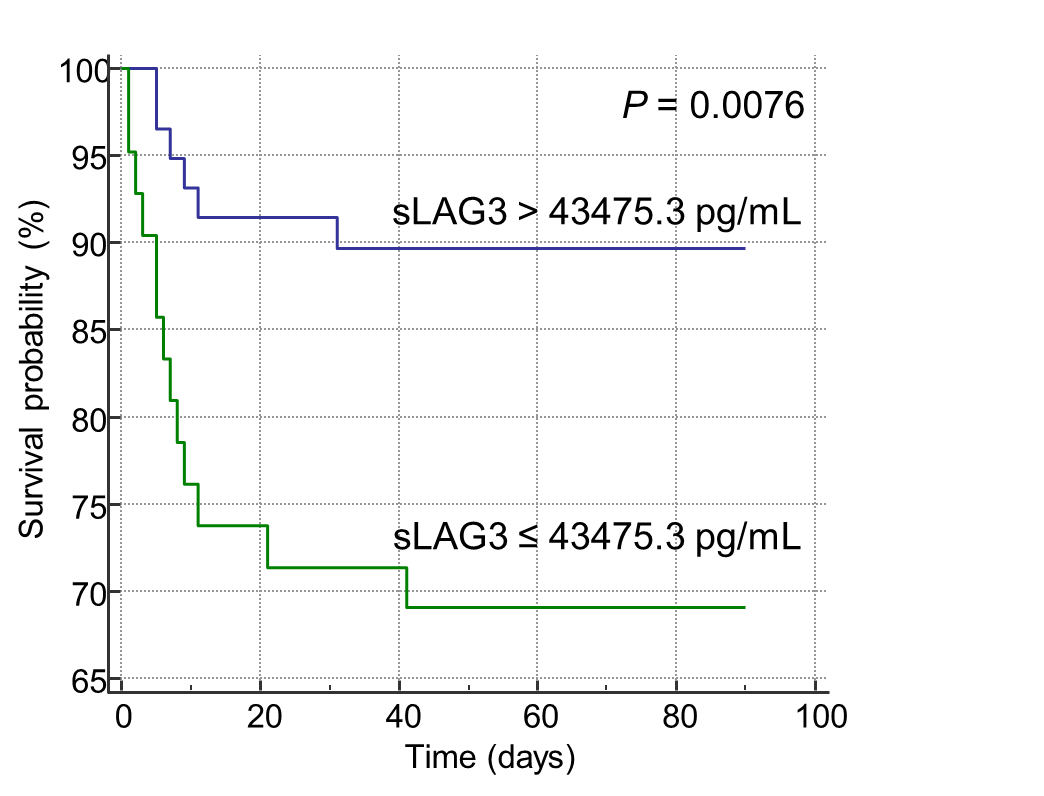 P = 0.0076
sLAG3 > 43475.3 pg/mL
sLAG3 ≤ 43475.3 pg/mL
Survival probability (%)
100
95
90
85
80
75
70
65
0 20 40 60 80 100
Time (days)